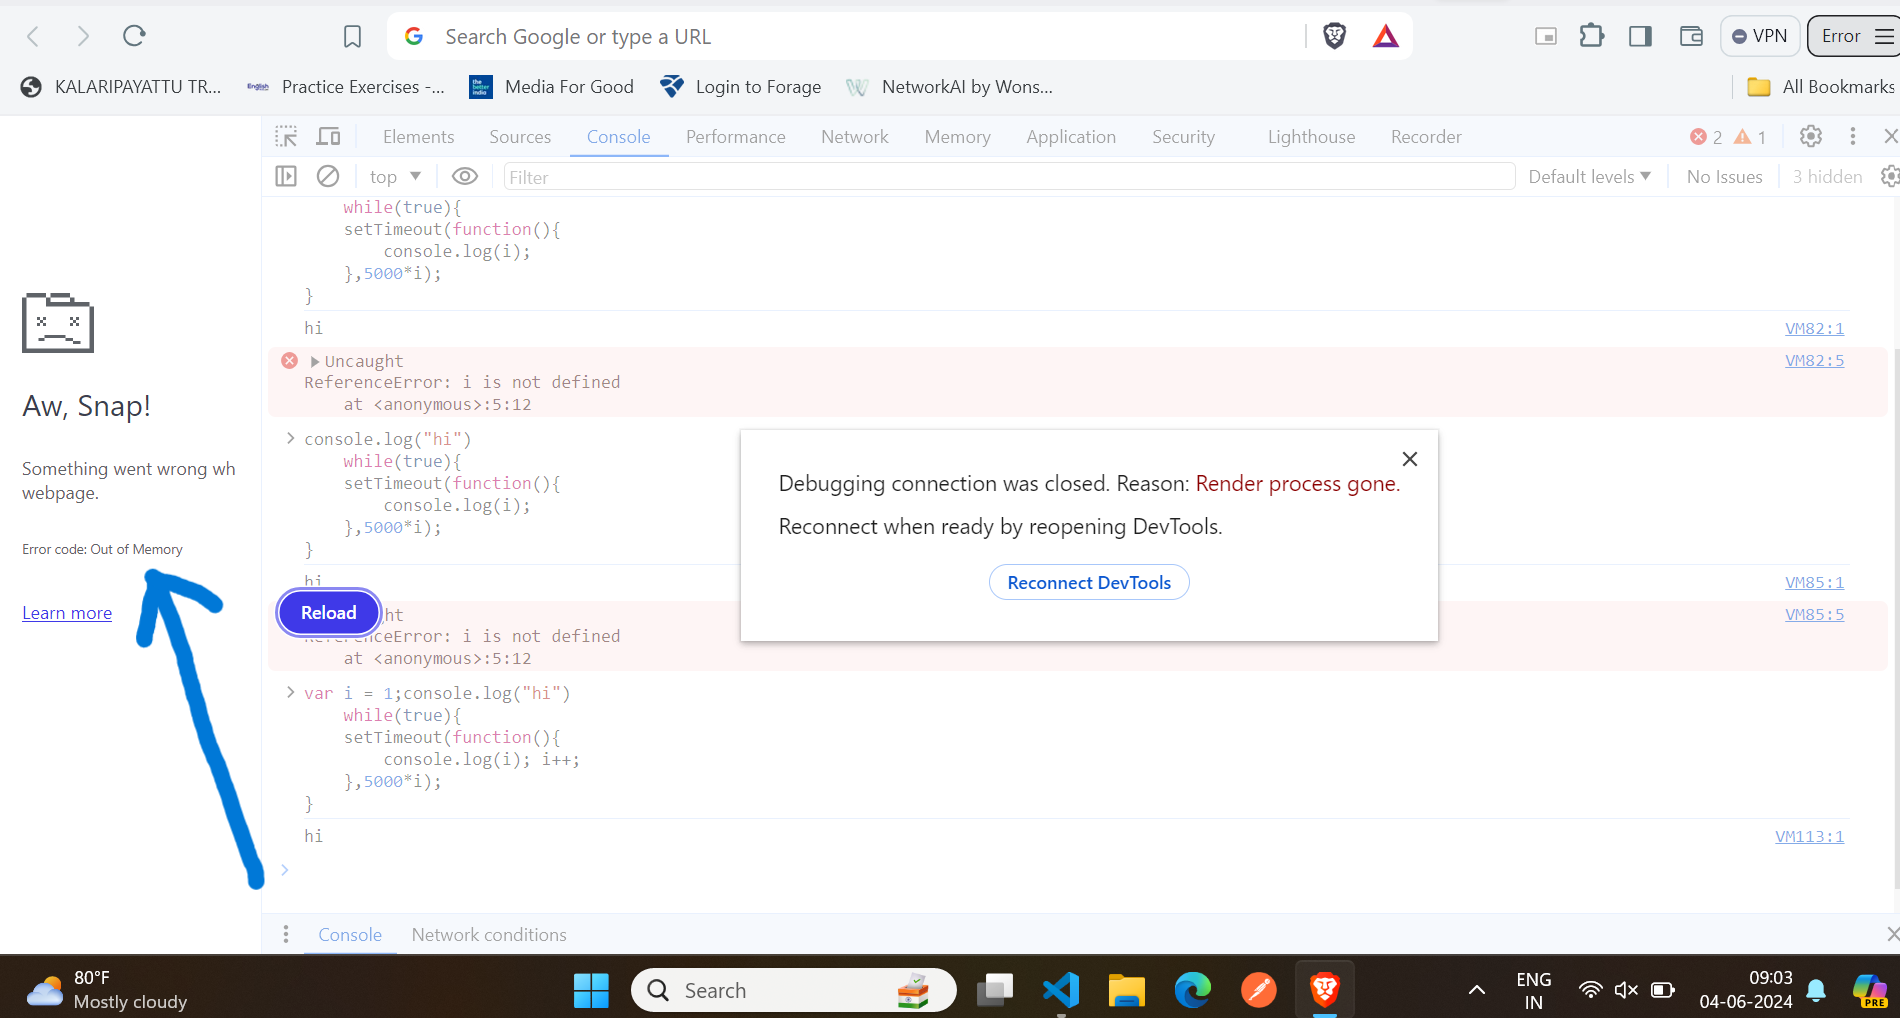 Search Google or type a URL
VPN
Error
KALARIPAYATTU TR...
English
Practice Exercises -...
the better india
Media For Good
Login to Forage
NetworkAI by Wons...
All Bookmarks
Elements
Sources
Console
Performance
Network
Memory
Application
Security
Lighthouse
Recorder
2
1
top
Filter
Default levels
No Issues
3 hidden
while(true){
setTimeout(function(){
console.log(i);
},5000*i);
}
hi
VM82:1
Uncaught
VM82:5
ReferenceError: i is not defined
at <anonymous>:5:12
console.log("hi")
while(true){
setTimeout(function(){
console.log(i);
},5000*i);
}
hi
VM85:1
ght
VM85:5
ReferenceError: i is not defined
at <anonymous>:5:12
var i = 1;console.log("hi")
while(true){
setTimeout(function(){
console.log(i); i++;
},5000*i);
}
hi
VM113:1
Aw, Snap!
Something went wrong wh
webpage.
Error code: Out of Memory
Learn more
Reload
Debugging connection was closed. Reason: Render process gone.
Reconnect when ready by reopening DevTools.
Reconnect DevTools
Console
Network conditions
80°F
Mostly cloudy
Search
ENG
IN
09:03
04-06-2024
PRE